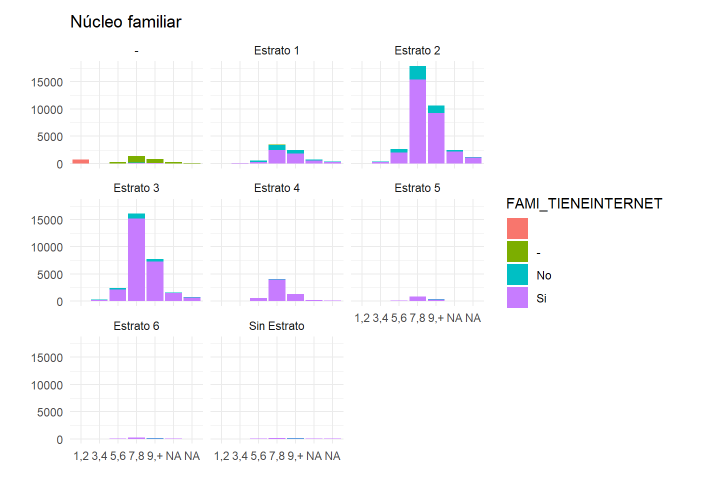 Núcleo familiar
- Estrato 1 Estrato 2
15000
10000
5000
0
Estrato 3 Estrato 4 Estrato 5
15000
10000
5000
0
1,2 3,4 5,6 7,8 9,+ NA NA
Estrato 6 Sin Estrato
15000
10000
5000
0
1,2 3,4 5,6 7,8 9,+ NA NA 1,2 3,4 5,6 7,8 9,+ NA NA
FAMI_TIENEINTERNET
-
No
Si